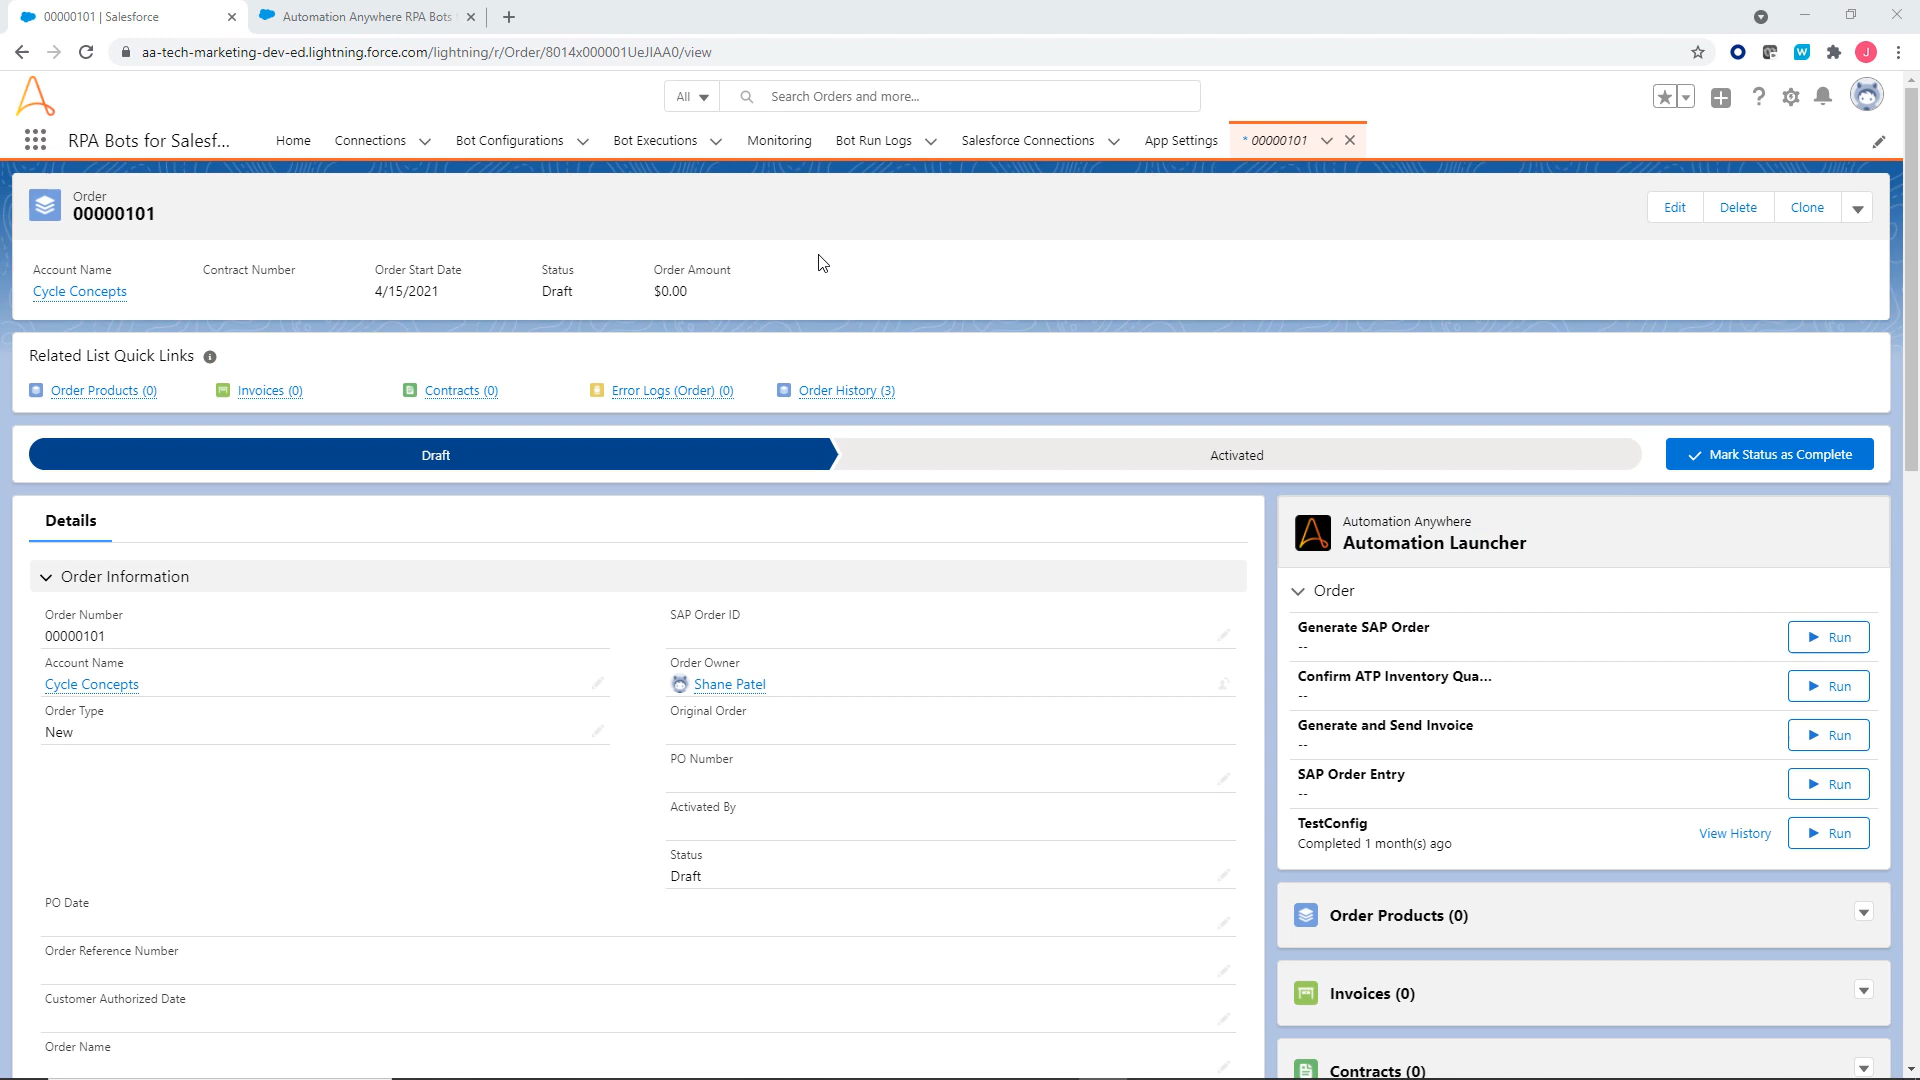 00000101 | Salesforce
Automation Anywhere RPA Bots
aa-tech-marketing-dev-ed.lightning.force.com/lightning/r/Order/8014x000001UeJIAA0/view
J
All
Search Orders and more...
RPA Bots for Salesf...
Home
Connections
Bot Configurations
Bot Executions
Monitoring
Bot Run Logs
Salesforce Connections
App Settings
* 00000101
Order
00000101
Edit
Delete
Clone
Account Name
Contract Number
Order Start Date
Status
Order Amount
Cycle Concepts
4/15/2021
Draft
$0.00
Related List Quick Links
Order Products (0)
Invoices (0)
Contracts (0)
Error Logs (Order) (0)
Order History (3)
Draft
Activated
Mark Status as Complete
Details
Order Information
Order Number
00000101
SAP Order ID
Account Name
Cycle Concepts
Order Owner
Shane Patel
Order Type
New
Original Order
PO Number
Activated By
Status
Draft
PO Date
Order Reference Number
Customer Authorized Date
Order Name
Automation Anywhere
Automation Launcher
Order
Generate SAP Order
--
Run
Confirm ATP Inventory Qua...
--
Run
Generate and Send Invoice
--
Run
SAP Order Entry
--
Run
TestConfig
Completed 1 month(s) ago
View History
Run
Order Products (0)
Invoices (0)
Contracts (0)